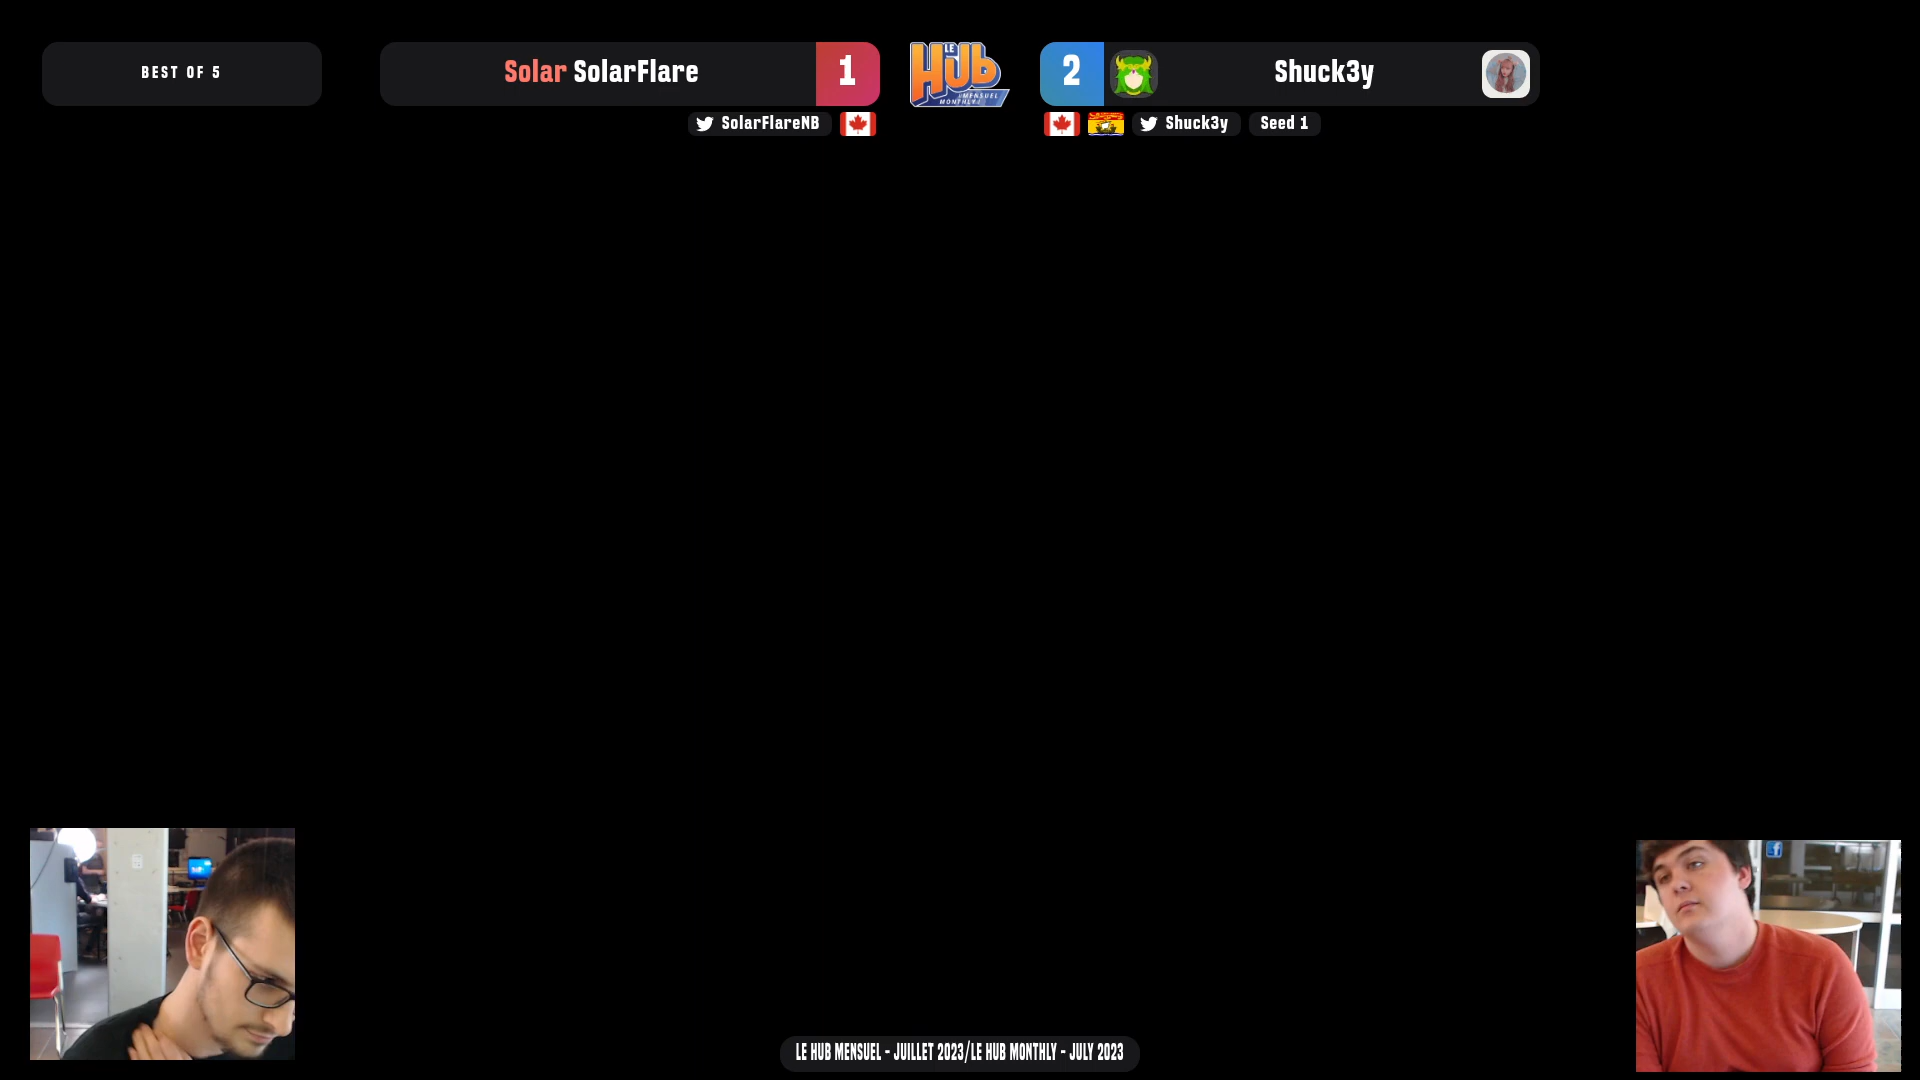 BEST OF 5
Solar SolarFlare
1
LE
HUb
MENSUEL
MONTHLY
2
Shuck3y
SolarFlareNB
Shuck3y
Seed 1
LE HUB MENSUEL - JUILLET 2023/LE HUB MONTHLY - JULY 2023